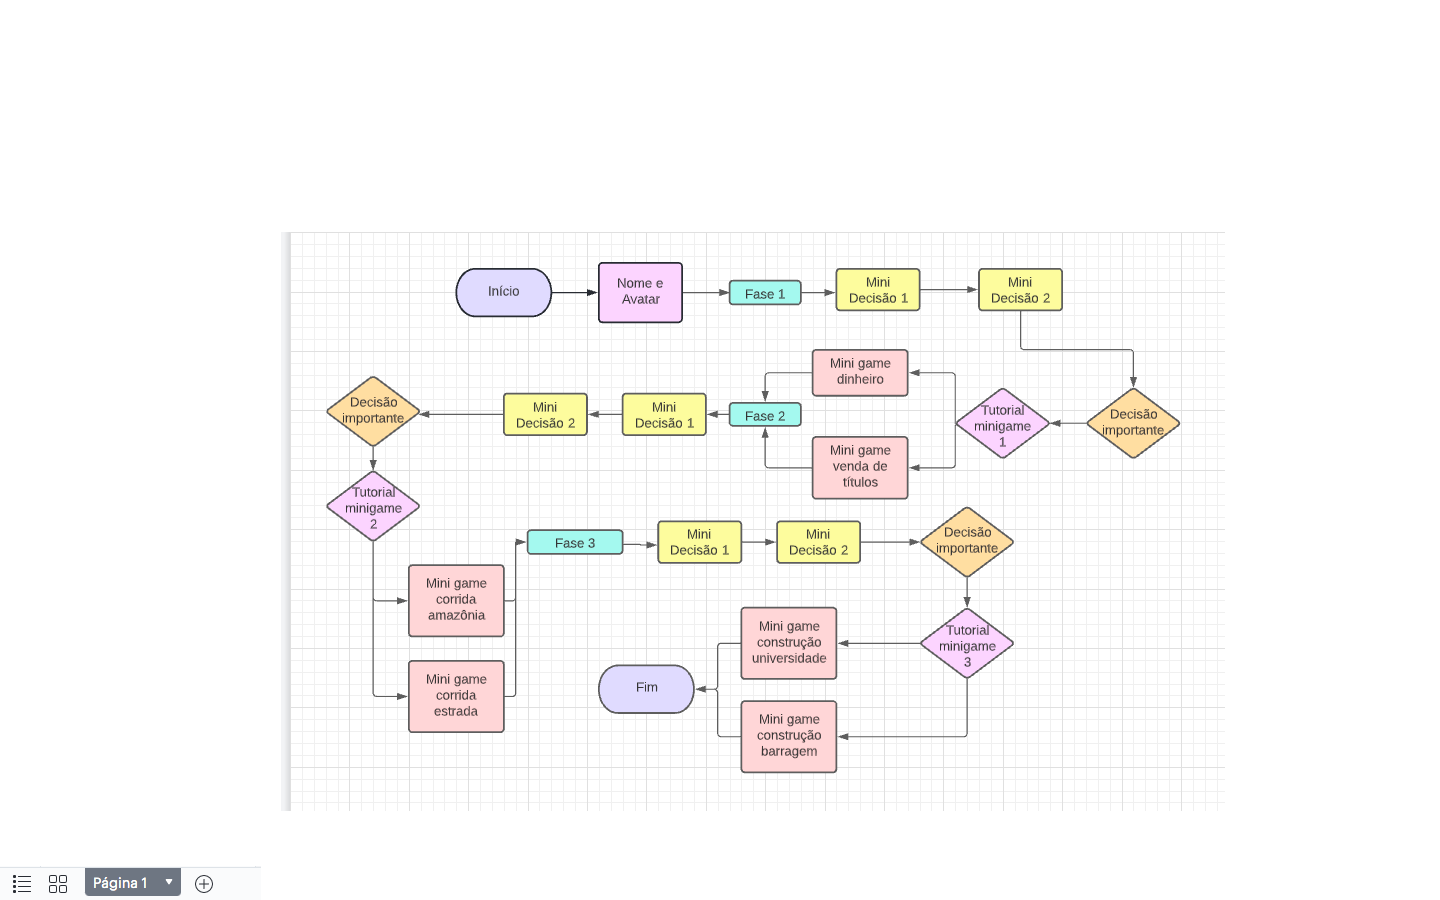 Início
Nome e
Avatar
Fase 1
Mini
Decisão 1
Mini
Decisão 2
Decisão
importante
Tutorial
minigame
1
Mini game
dinheiro
Mini game
venda de
títulos
Fase 2
Mini
Decisão 1
Mini
Decisão 2
Decisão
importante
Tutorial
minigame
2
Mini game
corrida
amazônia
Mini game
corrida
estrada
Fase 3
Mini
Decisão 1
Mini
Decisão 2
Decisão
importante
Tutorial
minigame
3
Mini game
construção
universidade
Mini game
construção
barragem
Fim
Página 1